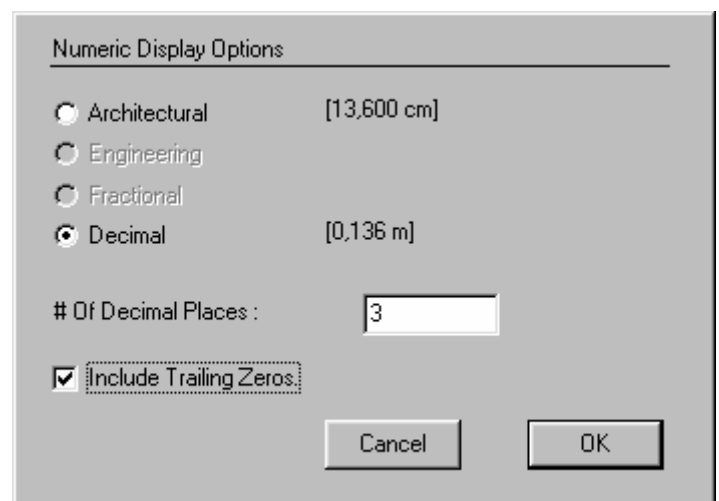 Numeric Display Options
Architectural [13,600 cm]
Engineering
Fractional
Decimal [0,136 m]
# Of Decimal Places : 3
Include Trailing Zeros.
Cancel OK